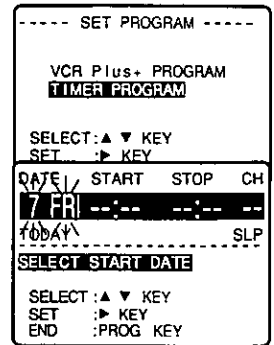 ----- SET PROGRAM -----
VCR Plus+ PROGRAM
TIMER PROGRAM
SELECT:▲ ▼ KEY
SET :▶ KEY
DATE START STOP CH
7 FRI --:-- --:-- --
TODAY SLP
SELECT START DATE
SELECT :▲ ▼ KEY
SET :▶ KEY
END :PROG KEY